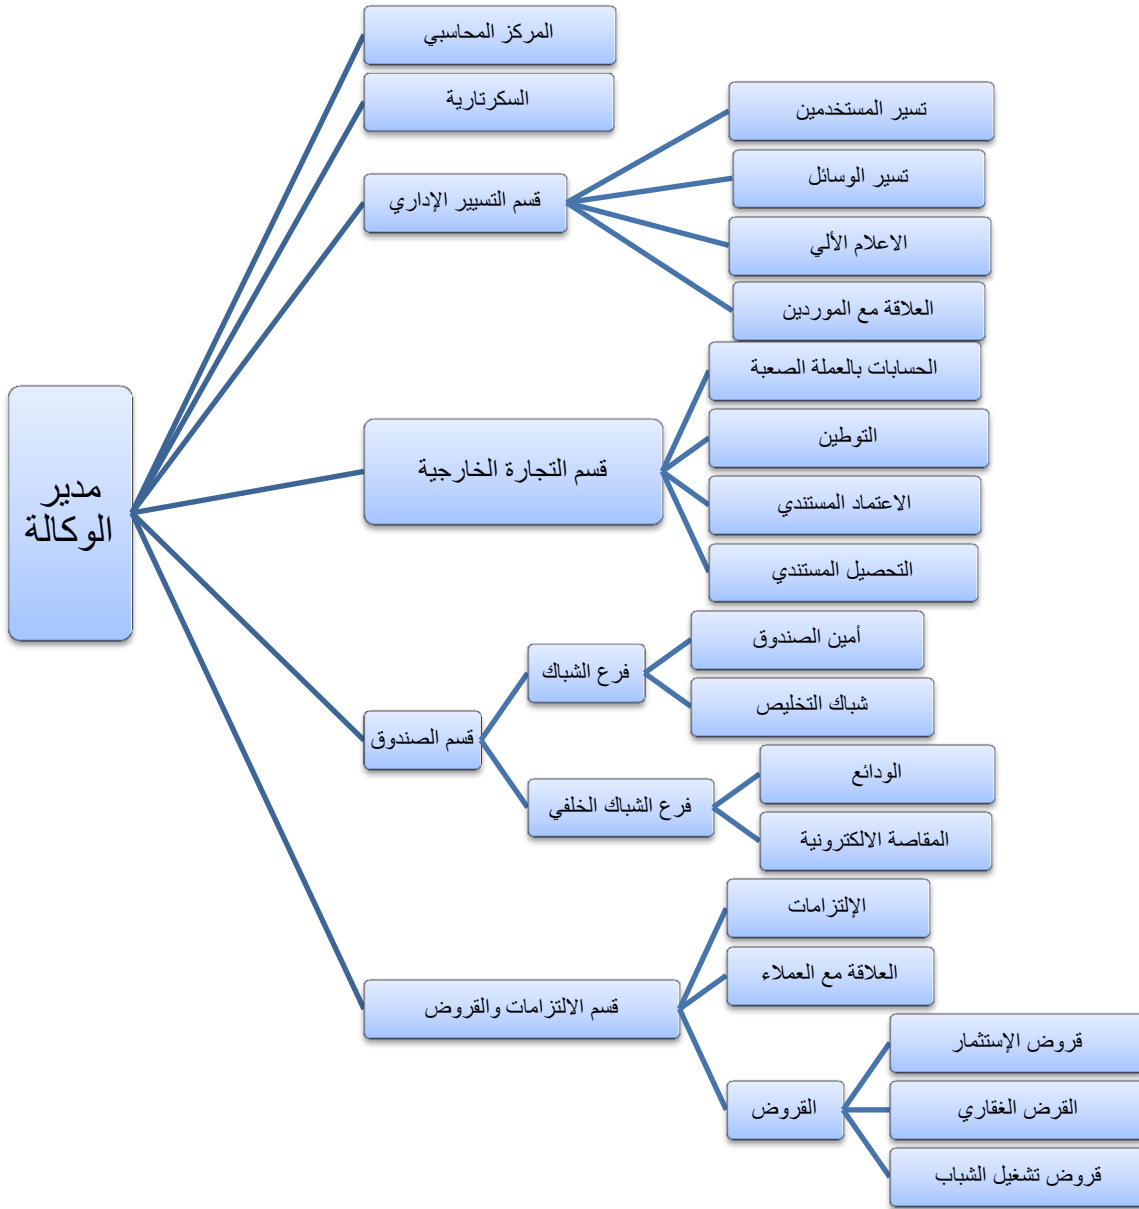 المركز المحاسبي
السكرتارية
تسير المستخدمين
تسير الوسائل
قسم التسيير الإداري
الاعلام الألي
العلاقة مع الموردين
الحسابات بالعملة الصعبة
التوطين
قسم التجارة الخارجية
الاعتماد المستندي
التحصيل المستندي
مدير
الوكالة
أمين الصندوق
فرع الشباك
شباك التخليص
قسم الصندوق
الودائع
فرع الشباك الخلفي
المقاصة الالكترونية
الإلتزامات
العلاقة مع العملاء
قسم الالتزامات والقروض
قروض الإستثمار
القروض
القرض الغقاري
قروض تشغيل الشباب